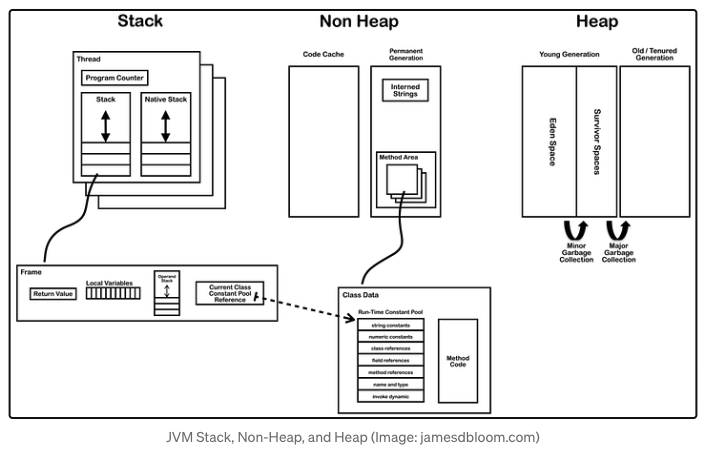 Stack
Non Heap
Heap
Thread
Program Counter
Stack
Native Stack
Code Cache
Permanent
Generation
Interned
Strings
Method Area
Young Generation
Old / Tenured
Generation
Eden Space
Survivor Spaces
Minor
Garbage
Collection
Major
Garbage
Collection
Frame
Return Value
Local Variables
Operand
Stack
Current Class
Constant Pool
Reference
Class Data
Run-Time Constant Pool
string constants
numeric constants
class references
field references
method references
name and type
invoke dynamic
Method
Code
JVM Stack, Non-Heap, and Heap (Image: jamesdbloom.com)